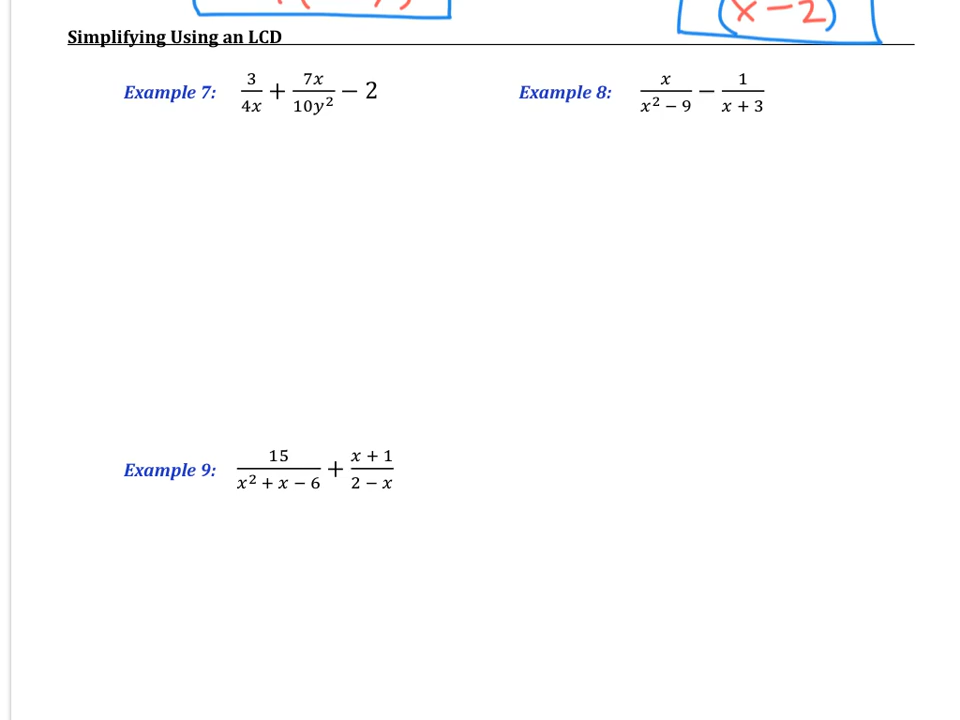 (x-2)
Simplifying Using an LCD
Example 7: 3/4x + 7x/10y² − 2
Example 8: x/x² − 9 − 1/x + 3
Example 9: 15/x² + x − 6 + x + 1/2 − x